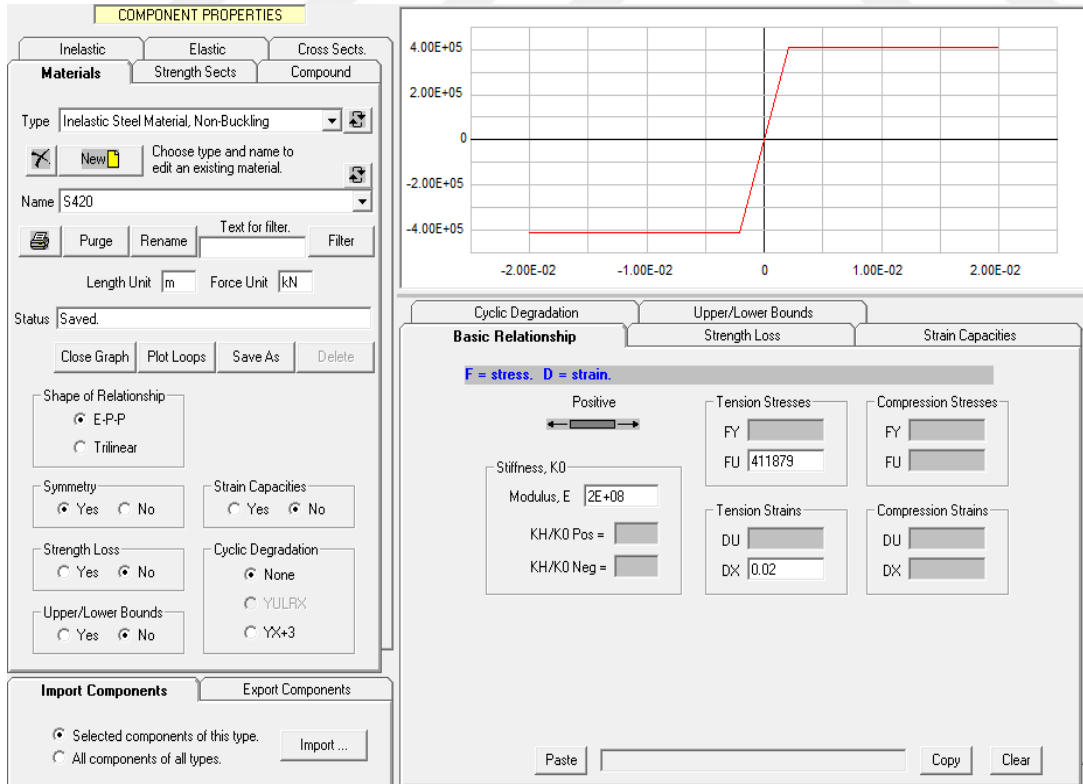 COMPONENT PROPERTIES
Inelastic Elastic Cross Sects.
Materials Strength Sects Compound
Type Inelastic Steel Material, Non-Buckling
New Choose type and name to
edit an existing material.
Name S420
Text for filter.
Purge Rename Filter
Length Unit m Force Unit kN
Status Saved.
Close Graph Plot Loops Save As Delete
Shape of Relationship
E-P-P
Trilinear
Symmetry
Yes No
Strain Capacities
Yes No
Strength Loss
Yes No
Cyclic Degradation
None
YULRX
YX+3
Upper/Lower Bounds
Yes No
Import Components Export Components
Selected components of this type.
All components of all types.
Import ...
4.00E+05
2.00E+05
0
-2.00E+05
-4.00E+05
-2.00E-02 -1.00E-02 0 1.00E-02 2.00E-02
Cyclic Degradation Upper/Lower Bounds
Basic Relationship Strength Loss Strain Capacities
F = stress. D = strain.
Positive
Stiffness, K0
Modulus, E 2E+08
KH/K0 Pos =
KH/K0 Neg =
Tension Stresses
FY
FU 411879
Compression Stresses
FY
FU
Tension Strains
DU
DX 0.02
Compression Strains
DU
DX
Paste Copy Clear